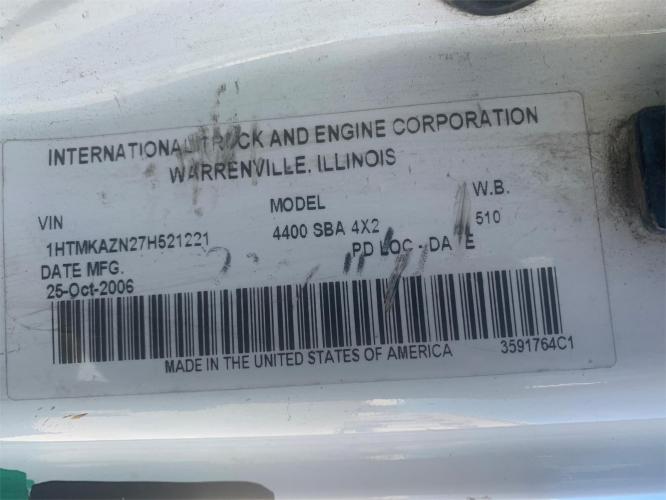 INTERNATIONAL TRUCK AND ENGINE CORPORATION
WARRENVILLE, ILLINOIS
VIN MODEL W.B.
1HTMKAZN27H521221 4400 SBA 4X2 510
DATE MFG. PD LOC - DATE
25-Oct-2006
MADE IN THE UNITED STATES OF AMERICA 3591764C1